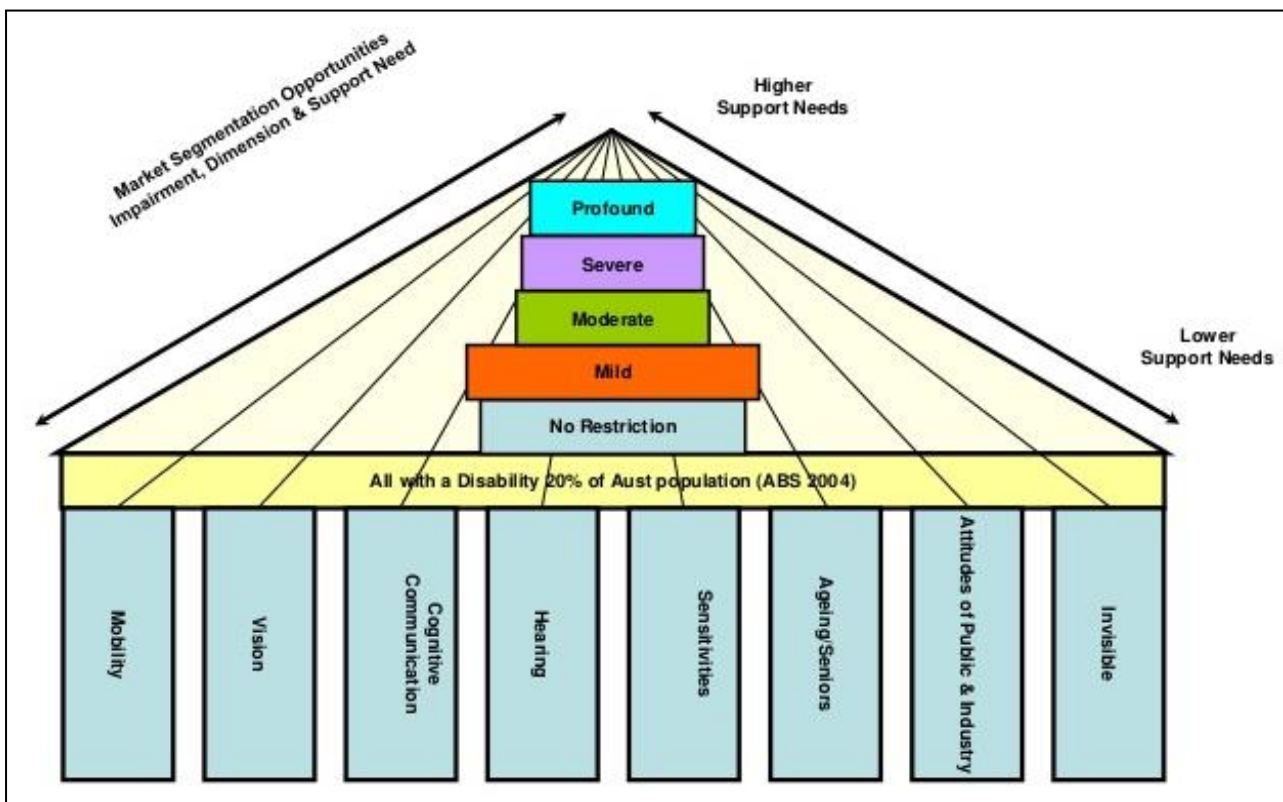 Market Segmentation Opportunities
Impairment, Dimension & Support Need
Higher
Support Needs
Profound
Severe
Moderate
Mild
No Restriction
Lower
Support Needs
All with a Disability 20% of Aust population (ABS 2004)
Mobility
Vision
Cognitive
Communication
Hearing
Sensitivities
Ageing/Seniors
Attitudes of Public & Industry
Invisible